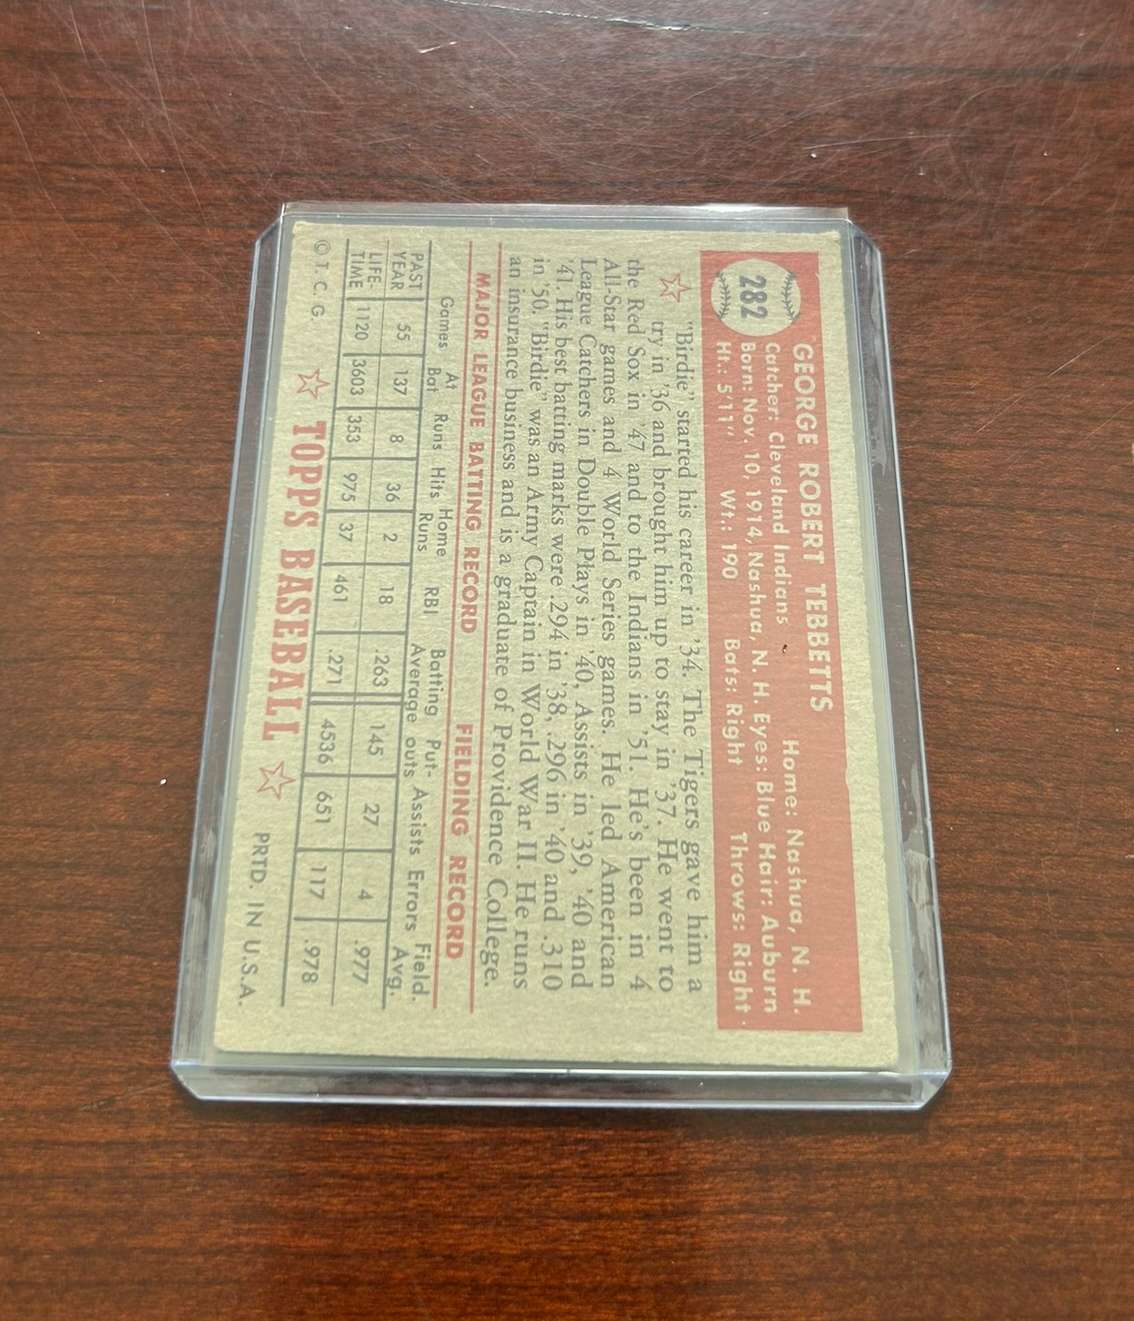 282
GEORGE ROBERT TEBBETTS
Catcher: Cleveland Indians Home: Nashua, N. H.
Born: Nov. 10, 1914, Nashua, N. H. Eyes: Blue Hair: Auburn
Ht.: 5'11" Wt.: 190 Bats: Right Throws: Right
"Birdie" started his career in '34. The Tigers gave him a
try in '36 and brought him up to stay in '37. He went to
the Red Sox in '47 and to the Indians in '51. He's been in 4
All-Star games and 4 World Series games. He led American
League Catchers in Double Plays in '40, Assists in '39, '40 and
'41. His best batting marks were .294 in '38, .296 in '40 and .310
in '50. "Birdie" was an Army Captain in World War II. He runs
an insurance business and is a graduate of Providence College.
MAJOR LEAGUE BATTING RECORD FIELDING RECORD
Games At Bat Runs Hits Home Runs RBI Batting Average Put-outs Assists Errors Field. Avg.
PAST YEAR 55 137 8 36 2 18 .263 145 27 4 .977
LIFE-TIME 1120 3603 353 975 37 461 .271 4536 651 117 .978
© T. C. G. TOPPS BASEBALL PRTD. IN U.S.A.